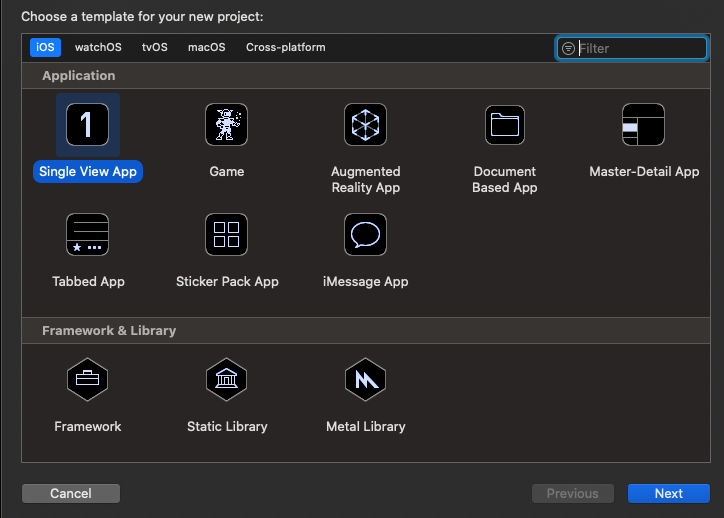 Choose a template for your new project:
iOS watchOS tvOS macOS Cross-platform Filter
Application
1
Single View App Game Augmented Reality App Document Based App Master-Detail App
Tabbed App Sticker Pack App iMessage App
Framework & Library
Framework Static Library Metal Library
Cancel Previous Next